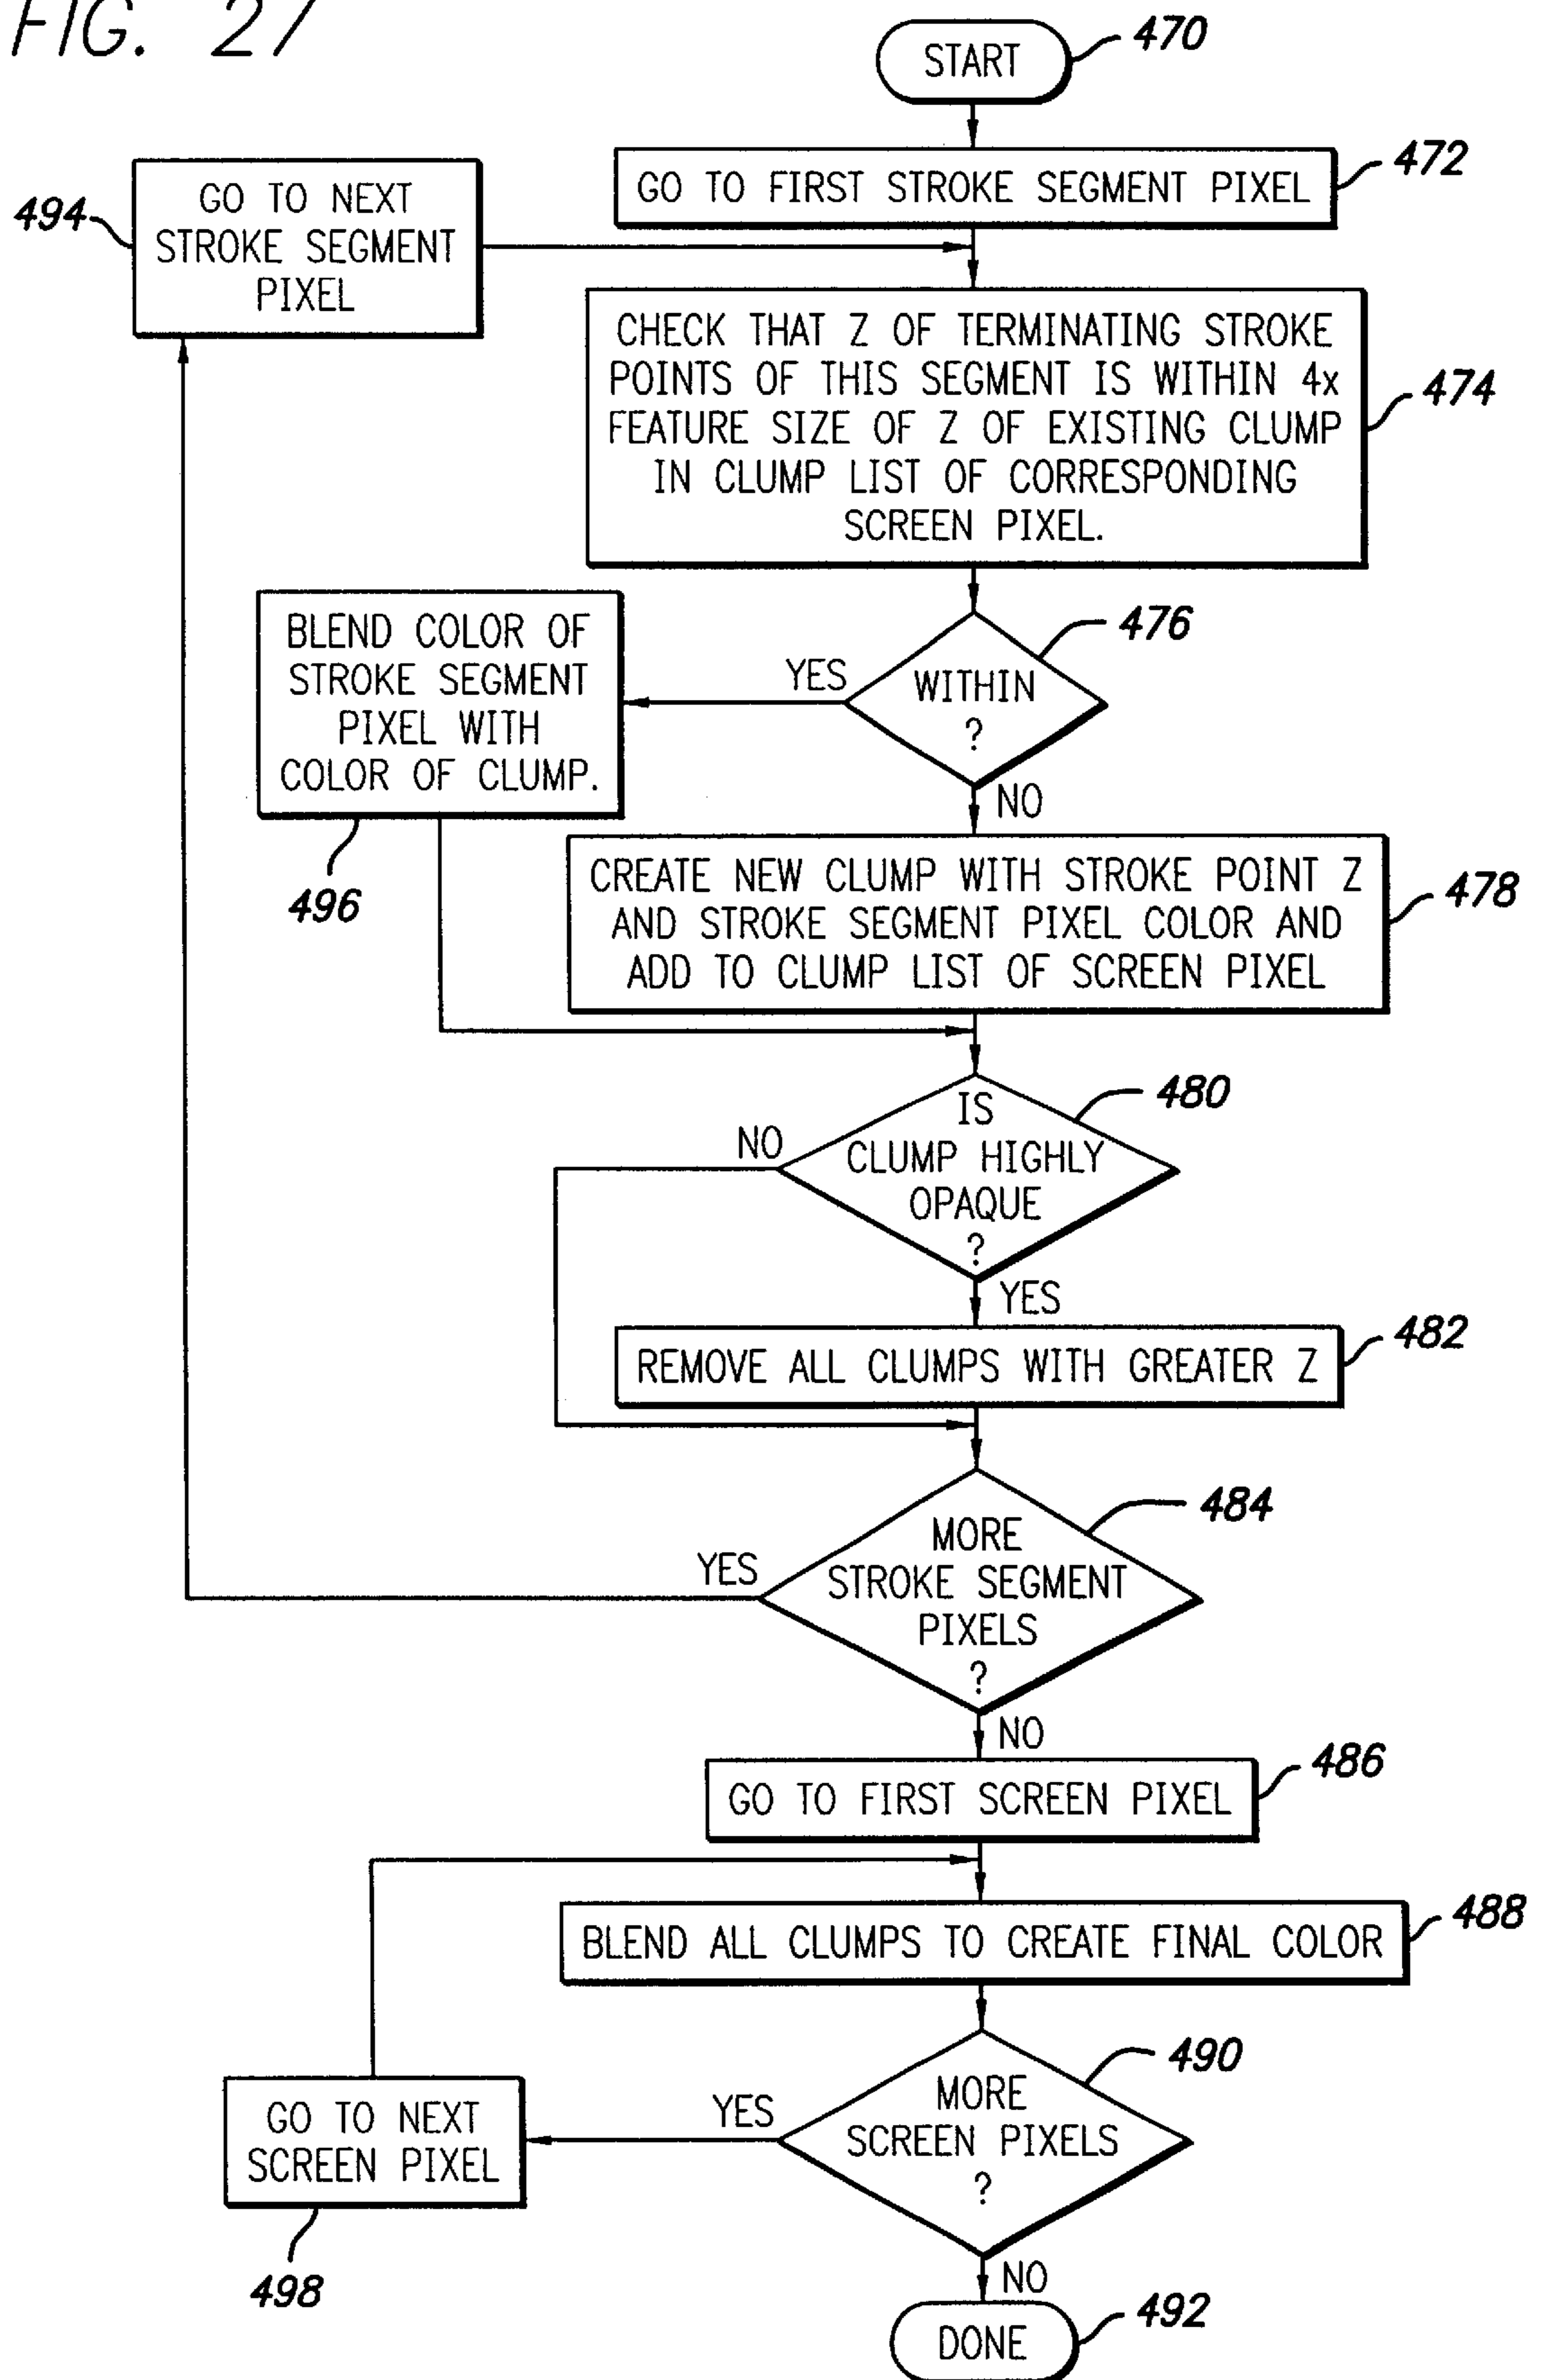 FIG. 27
START
470
GO TO FIRST STROKE SEGMENT PIXEL
472
GO TO NEXT
STROKE SEGMENT
PIXEL
494
CHECK THAT Z OF TERMINATING STROKE
POINTS OF THIS SEGMENT IS WITHIN 4x
FEATURE SIZE OF Z OF EXISTING CLUMP
IN CLUMP LIST OF CORRESPONDING
SCREEN PIXEL.
474
WITHIN
?
476
YES
NO
BLEND COLOR OF
STROKE SEGMENT
PIXEL WITH
COLOR OF CLUMP.
496
CREATE NEW CLUMP WITH STROKE POINT Z
AND STROKE SEGMENT PIXEL COLOR AND
ADD TO CLUMP LIST OF SCREEN PIXEL
478
IS
CLUMP HIGHLY
OPAQUE
?
480
NO
YES
REMOVE ALL CLUMPS WITH GREATER Z
482
MORE
STROKE SEGMENT
PIXELS
?
484
YES
NO
GO TO FIRST SCREEN PIXEL
486
BLEND ALL CLUMPS TO CREATE FINAL COLOR
488
MORE
SCREEN PIXELS
?
490
YES
GO TO NEXT
SCREEN PIXEL
498
NO
DONE
492